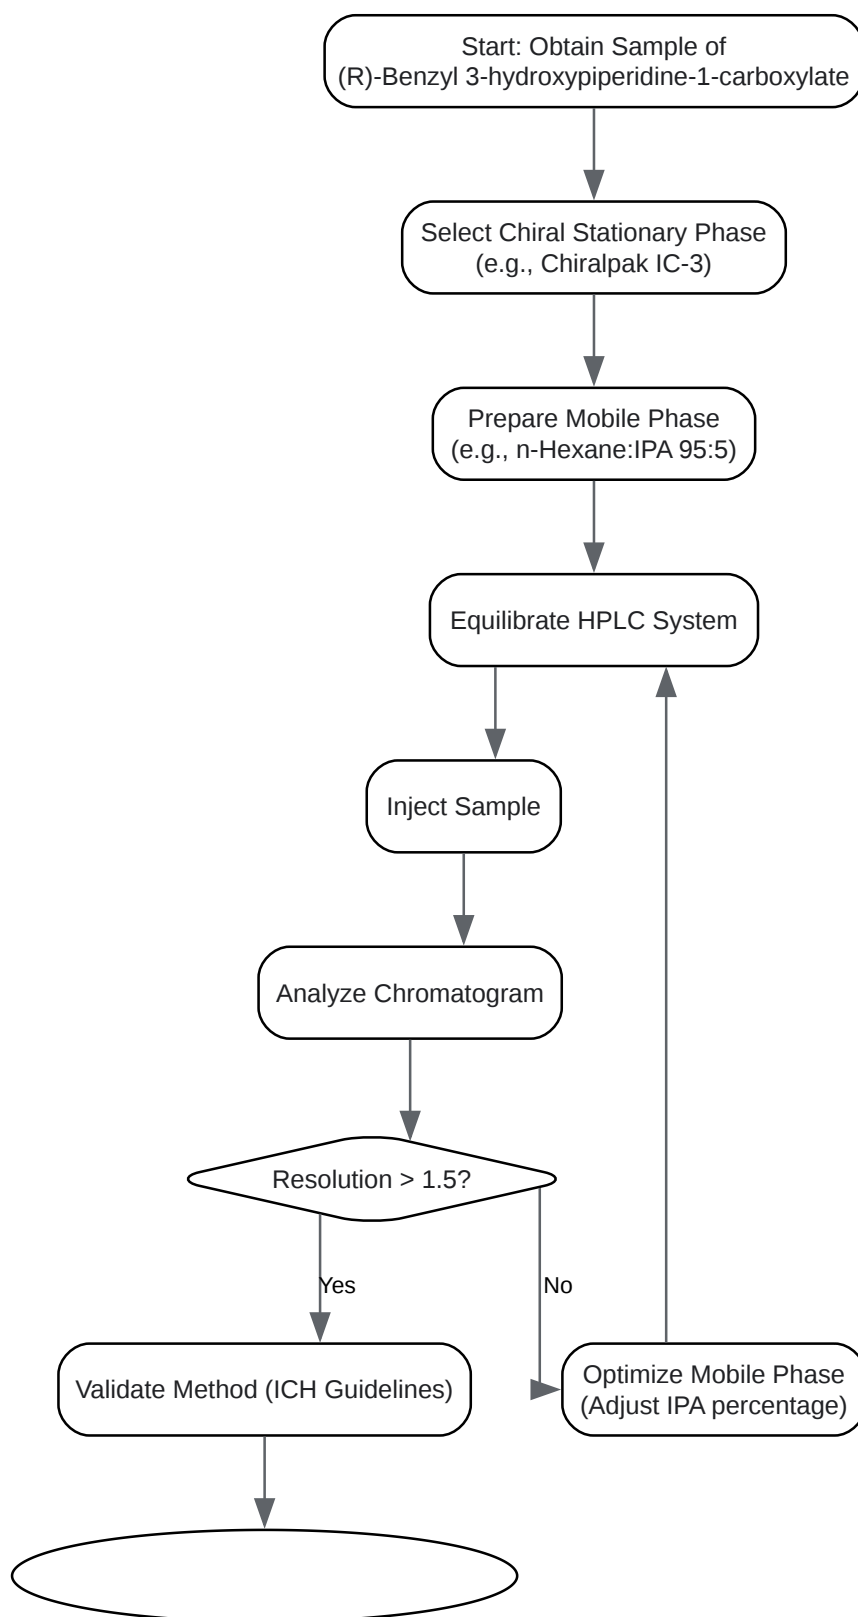 Start: Obtain Sample of
(R)-Benzyl 3-hydroxypiperidine-1-carboxylate
Select Chiral Stationary Phase
(e.g., Chiralpak IC-3)
Prepare Mobile Phase
(e.g., n-Hexane:IPA 95:5)
Equilibrate HPLC System
Inject Sample
Analyze Chromatogram
Resolution > 1.5?
Yes
No
Validate Method (ICH Guidelines)
Optimize Mobile Phase
(Adjust IPA percentage)